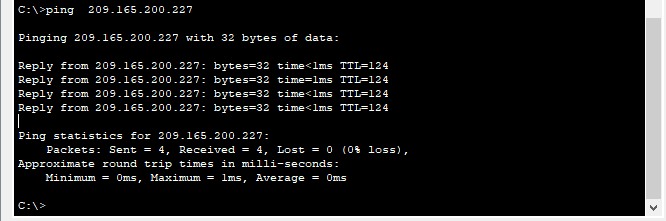 C:\>ping  209.165.200.227
Pinging 209.165.200.227 with 32 bytes of data:
Reply from 209.165.200.227: bytes=32 time<1ms TTL=124
Reply from 209.165.200.227: bytes=32 time=1ms TTL=124
Reply from 209.165.200.227: bytes=32 time<1ms TTL=124
Reply from 209.165.200.227: bytes=32 time<1ms TTL=124
Ping statistics for 209.165.200.227:
    Packets: Sent = 4, Received = 4, Lost = 0 (0% loss),
Approximate round trip times in milli-seconds:
    Minimum = 0ms, Maximum = 1ms, Average = 0ms
C:\>